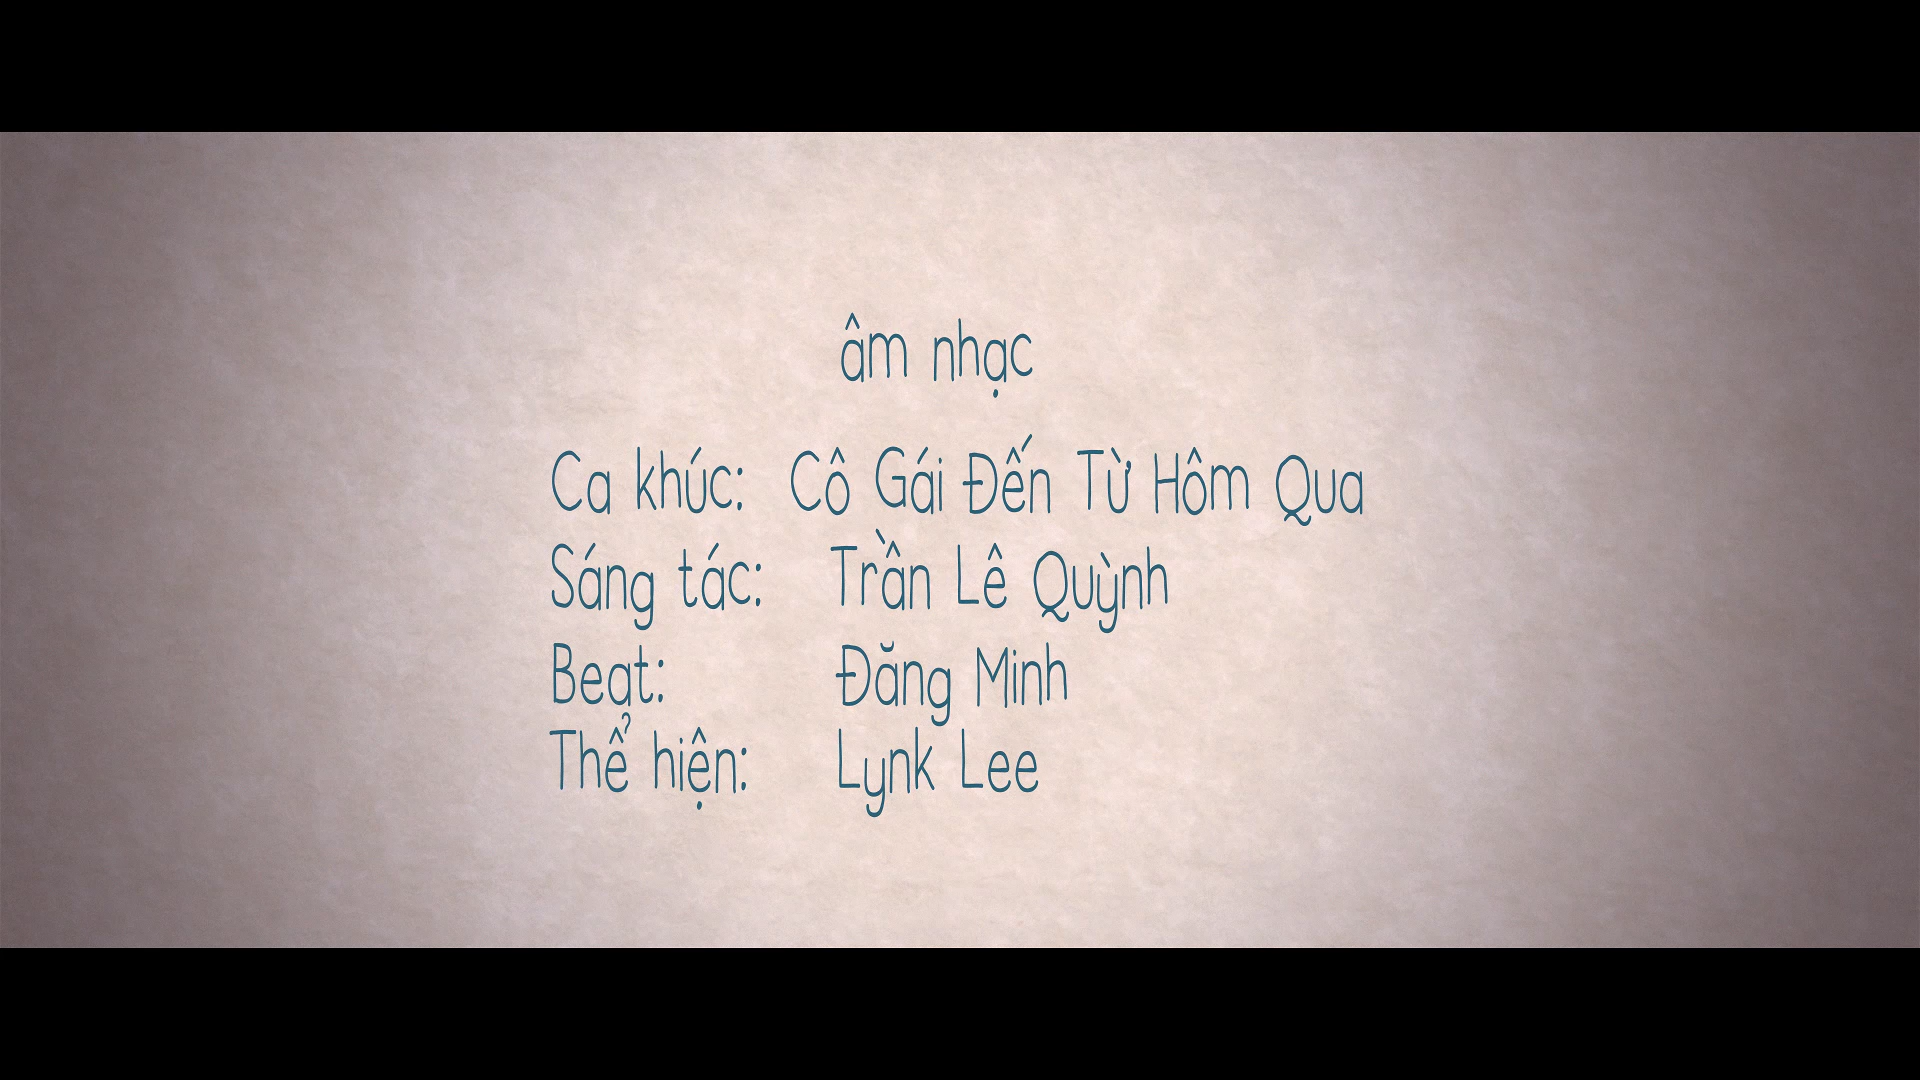 âm nhạc
Ca khúc: Cô Gái Đến Từ Hôm Qua
Sáng tác: Trần Lê Quỳnh
Beat: Đăng Minh
Thể hiện: Lynk Lee